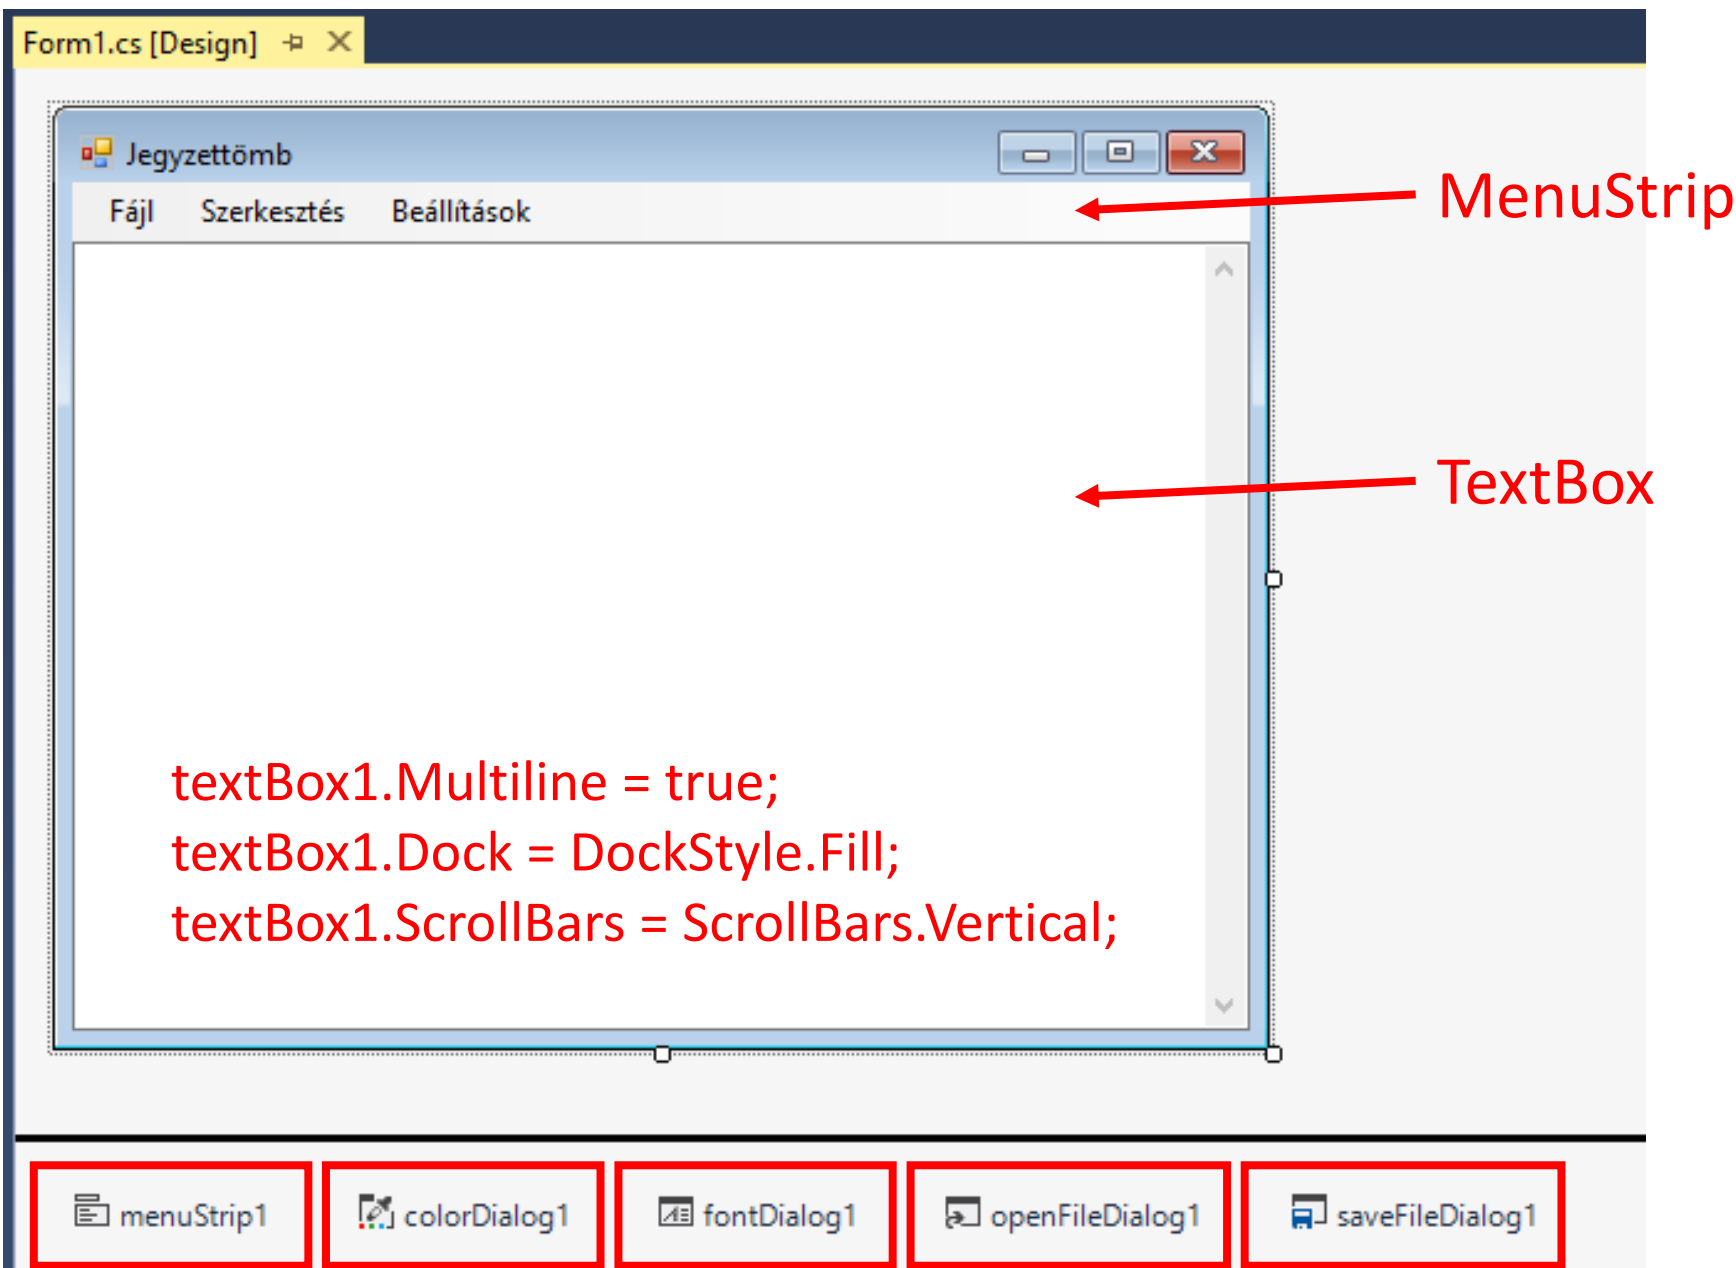 Form1.cs [Design]
Jegyzettömb
Fájl Szerkesztés Beállítások
MenuStrip
TextBox
textBox1.Multiline = true;
textBox1.Dock = DockStyle.Fill;
textBox1.ScrollBars = ScrollBars.Vertical;
menuStrip1 colorDialog1 fontDialog1 openFileDialog1 saveFileDialog1